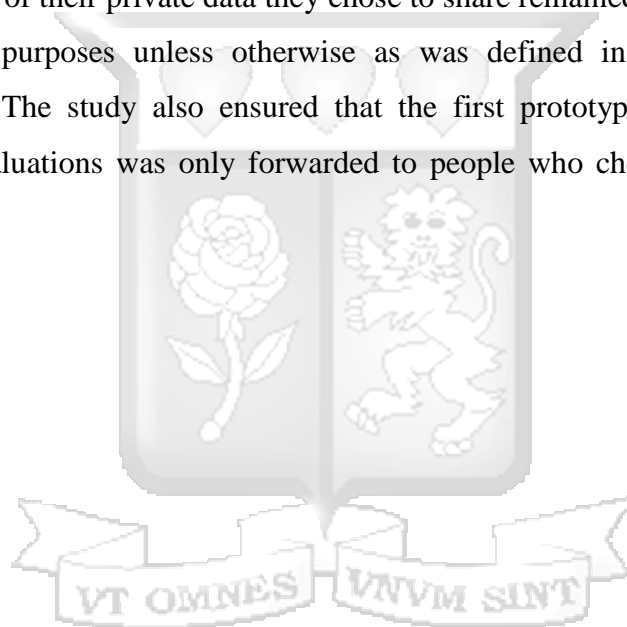 of their private data they chose to share remained
purposes unless otherwise as was defined in
The study also ensured that the first prototyp
luations was only forwarded to people who ch
VT OMNES VNVM SINT